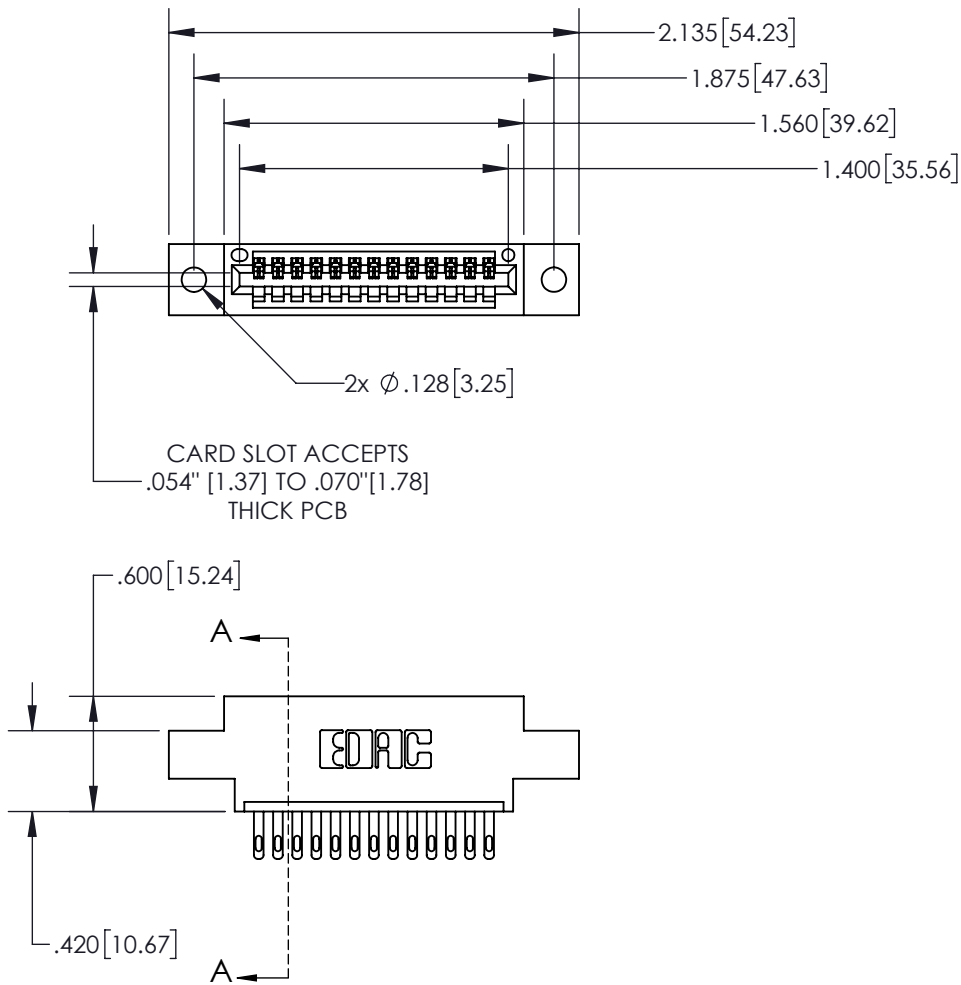 2.135[54.23]
1.875[47.63]
1.560[39.62]
1.400[35.56]
2x ∅.128[3.25]
CARD SLOT ACCEPTS
.054" [1.37] TO .070"[1.78]
THICK PCB
.600[15.24]
A
EDAC
.420[10.67]
A